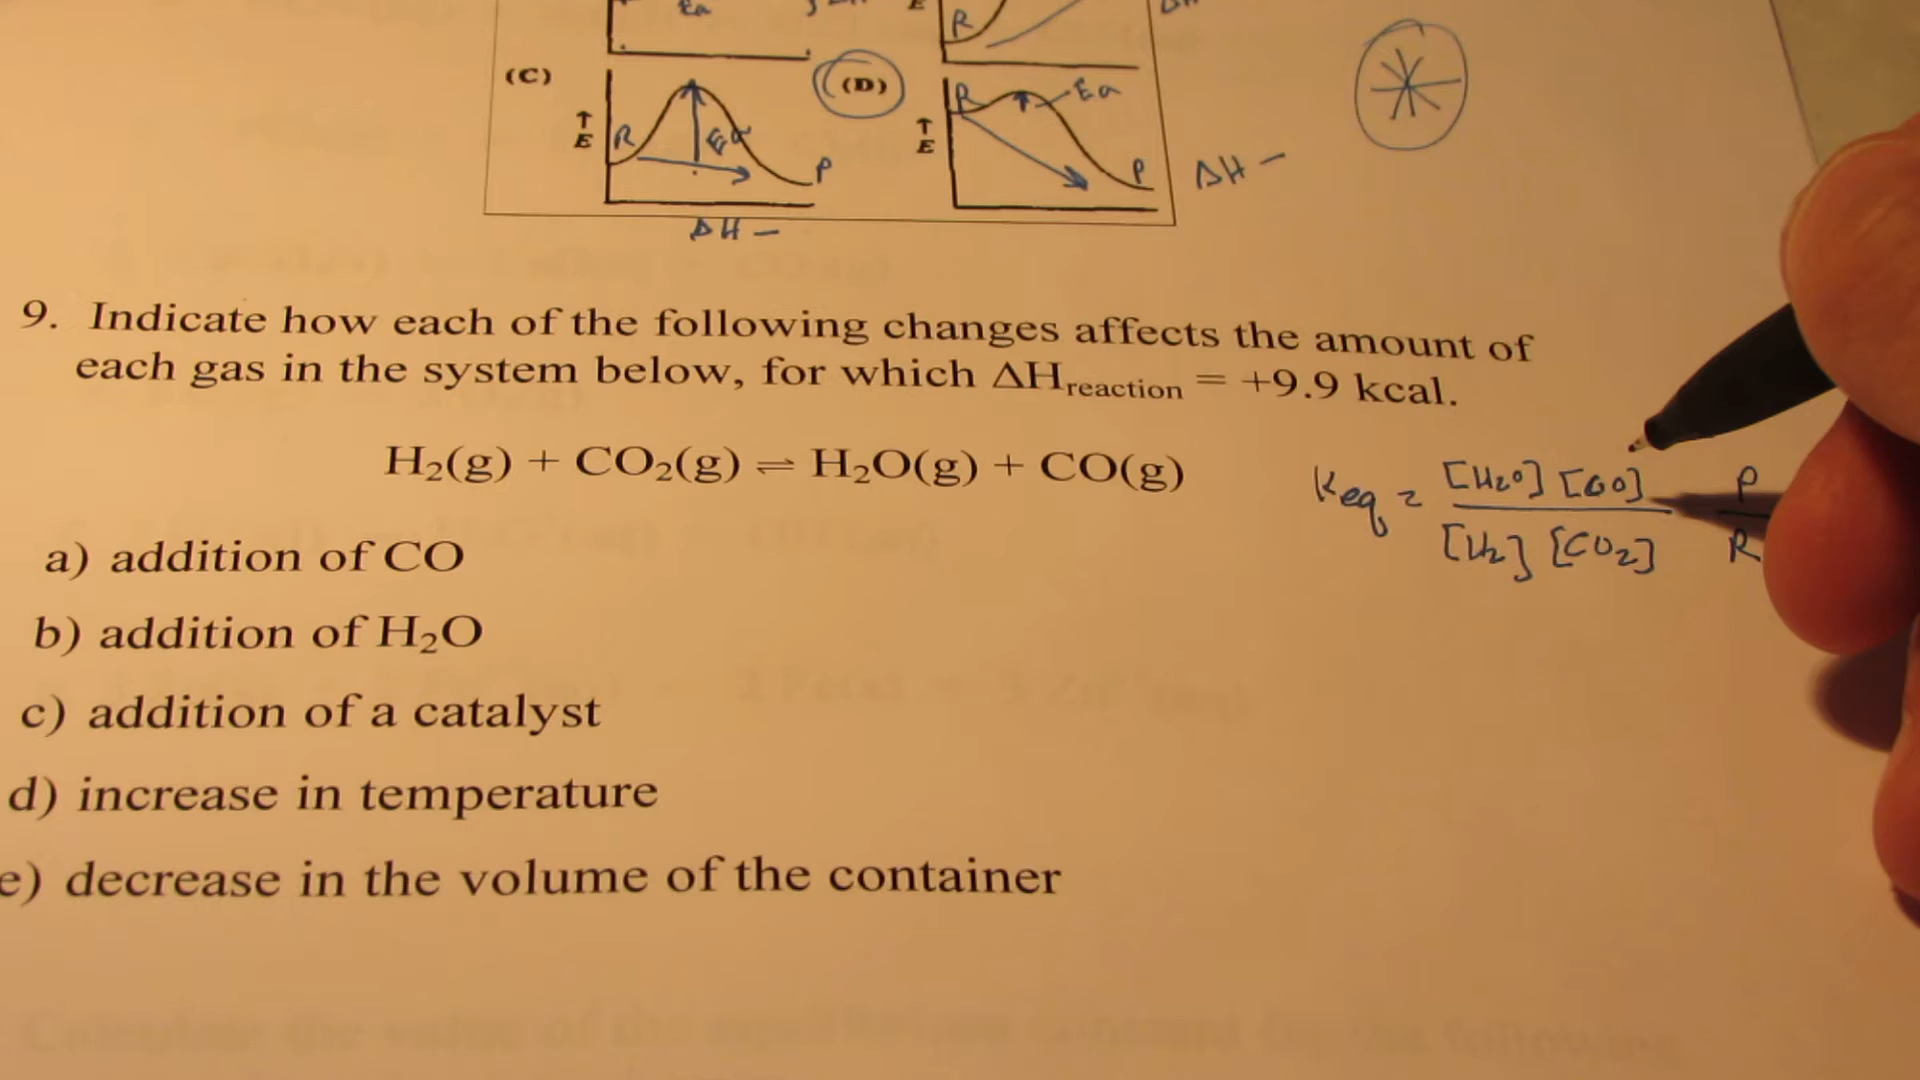 Ea
R
(C) (D)
↑ E R Ea P
↑ E R Ea P ΔH −
ΔH −
9. Indicate how each of the following changes affects the amount of
each gas in the system below, for which ΔHreaction = +9.9 kcal.
H₂(g) + CO₂(g) ⇌ H₂O(g) + CO(g)
Keq = [H₂O] [CO] P
[H₂] [CO₂] R
a) addition of CO
b) addition of H₂O
c) addition of a catalyst
d) increase in temperature
e) decrease in the volume of the container